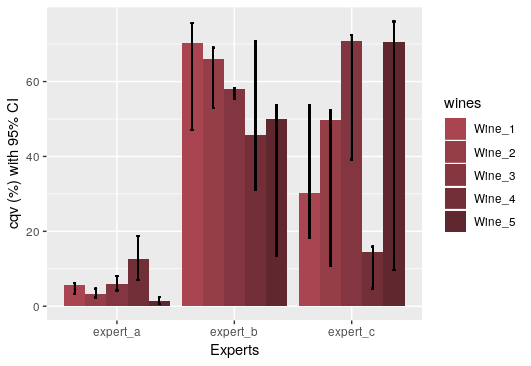 cqv (%) with 95% CI
60
40
20
0
expert_a
expert_b
expert_c
Experts
wines
Wine_1
Wine_2
Wine_3
Wine_4
Wine_5